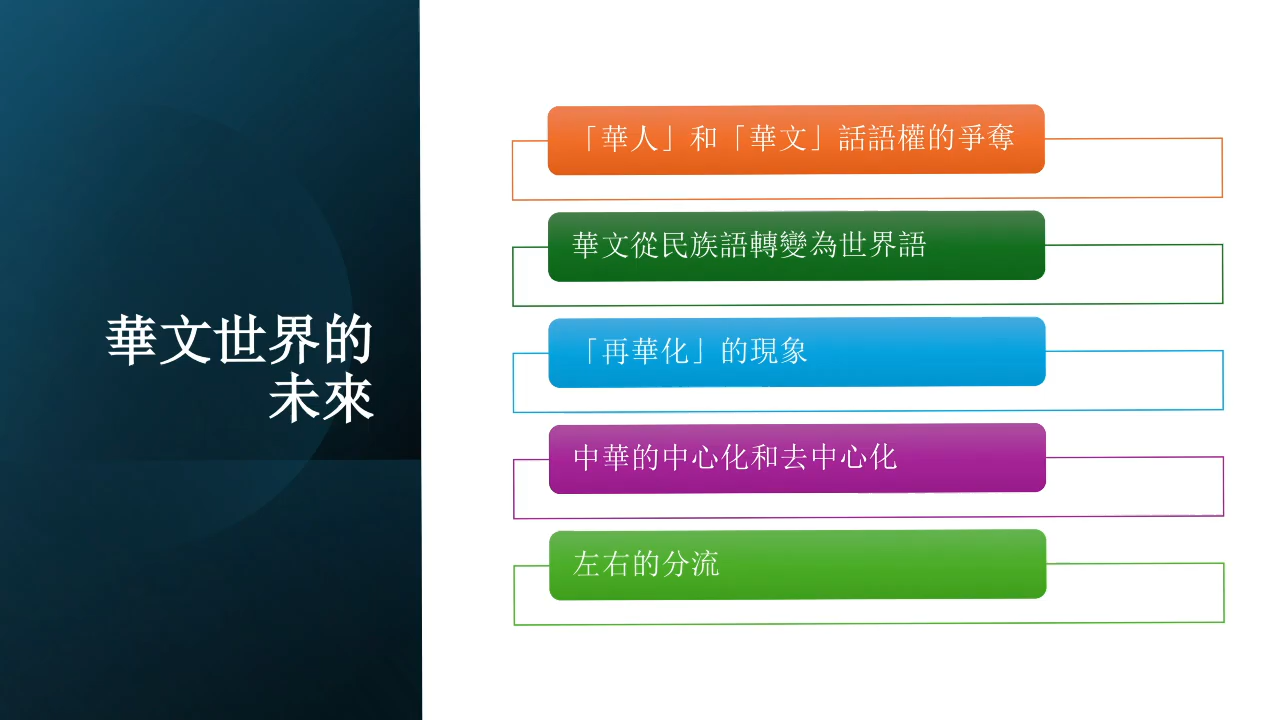 華文世界的
未來
「華人」和「華文」話語權的爭奪
華文從民族語轉變為世界語
「再華化」的現象
中華的中心化和去中心化
左右的分流